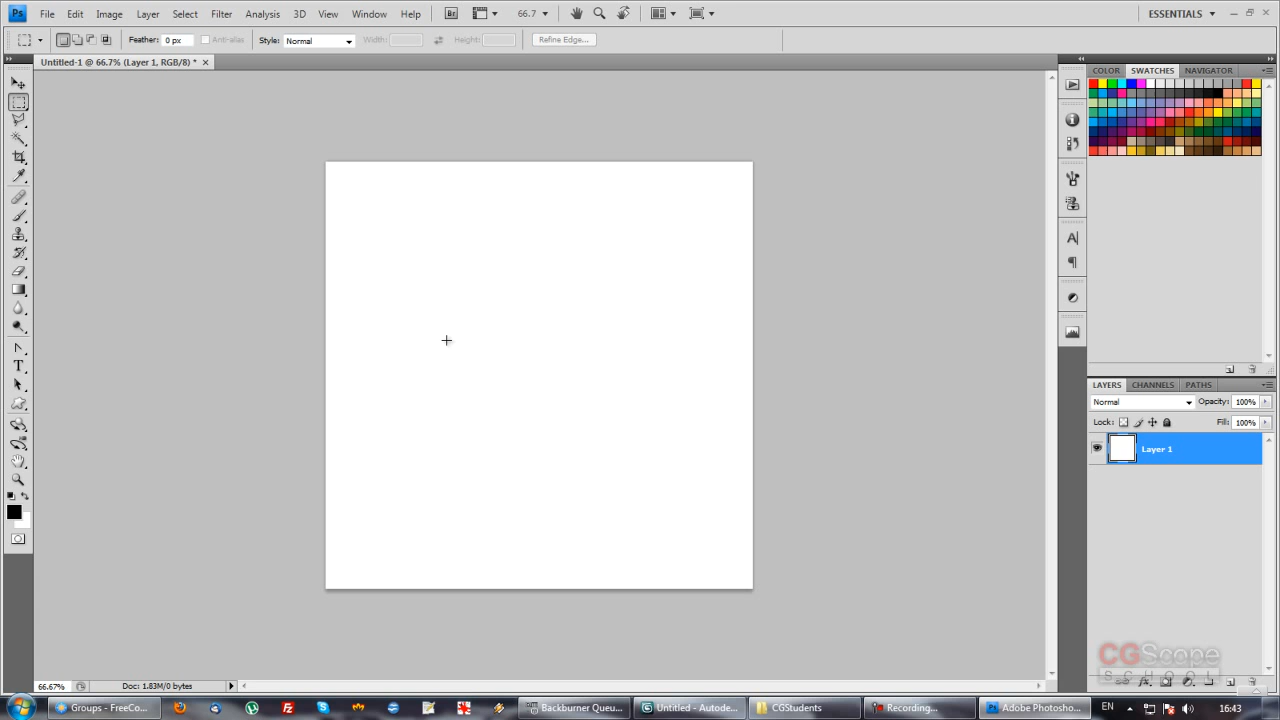 Ps File Edit Image Layer Select Filter Analysis 3D View Window Help Br 66.7 ESSENTIALS
Feather: 0 px Anti-alias Style: Normal Width: Height: Refine Edge...
Untitled-1 @ 66.7% (Layer 1, RGB/8) *
COLOR SWATCHES NAVIGATOR
LAYERS CHANNELS PATHS
Normal Opacity: 100%
Lock: Fill: 100%
Layer 1
CGScope
SCHOOL
66.67% Doc: 1.83M/0 bytes
Groups - FreeCo... Backburner Queu... Untitled - Autode... CGStudents Recording... Adobe Photosho... EN 16:43